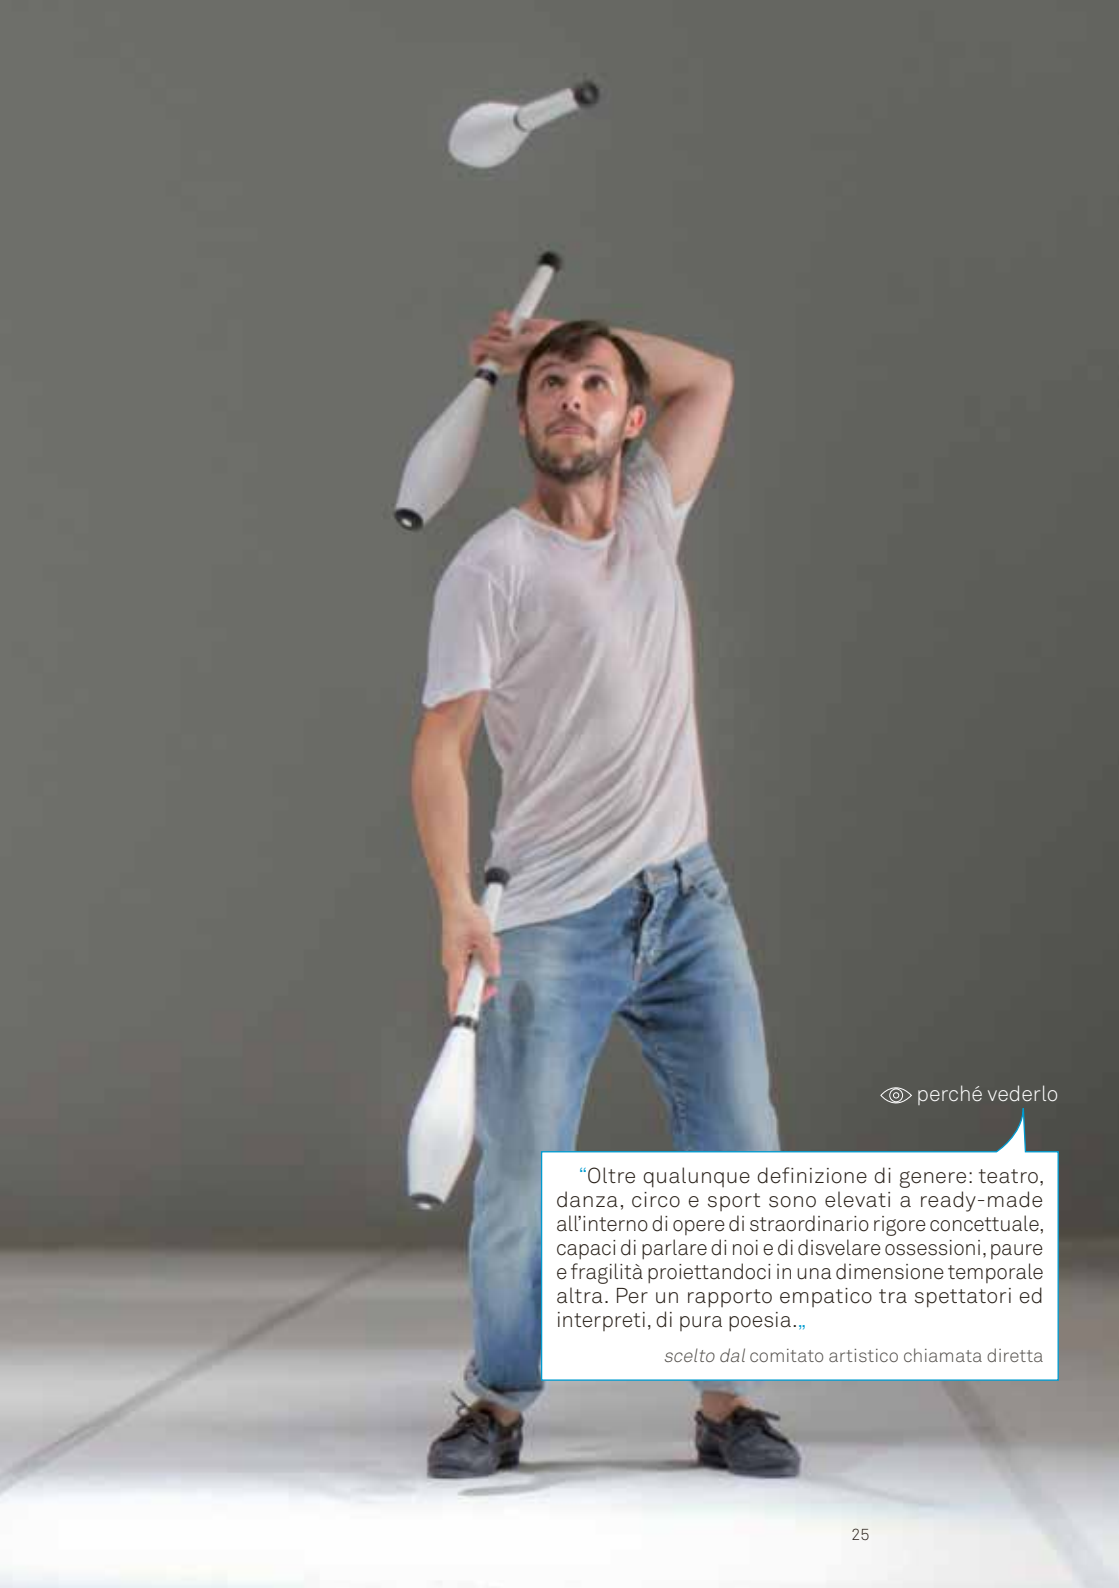 perché vederlo
“Oltre qualunque definizione di genere: teatro,
danza, circo e sport sono elevati a ready-made
all’interno di opere di straordinario rigore concettuale,
capaci di parlare di noi e di disvelare ossessioni, paure
e fragilità proiettandoci in una dimensione temporale
altra. Per un rapporto empatico tra spettatori ed
interpreti, di pura poesia.„
scelto dal comitato artistico chiamata diretta
25